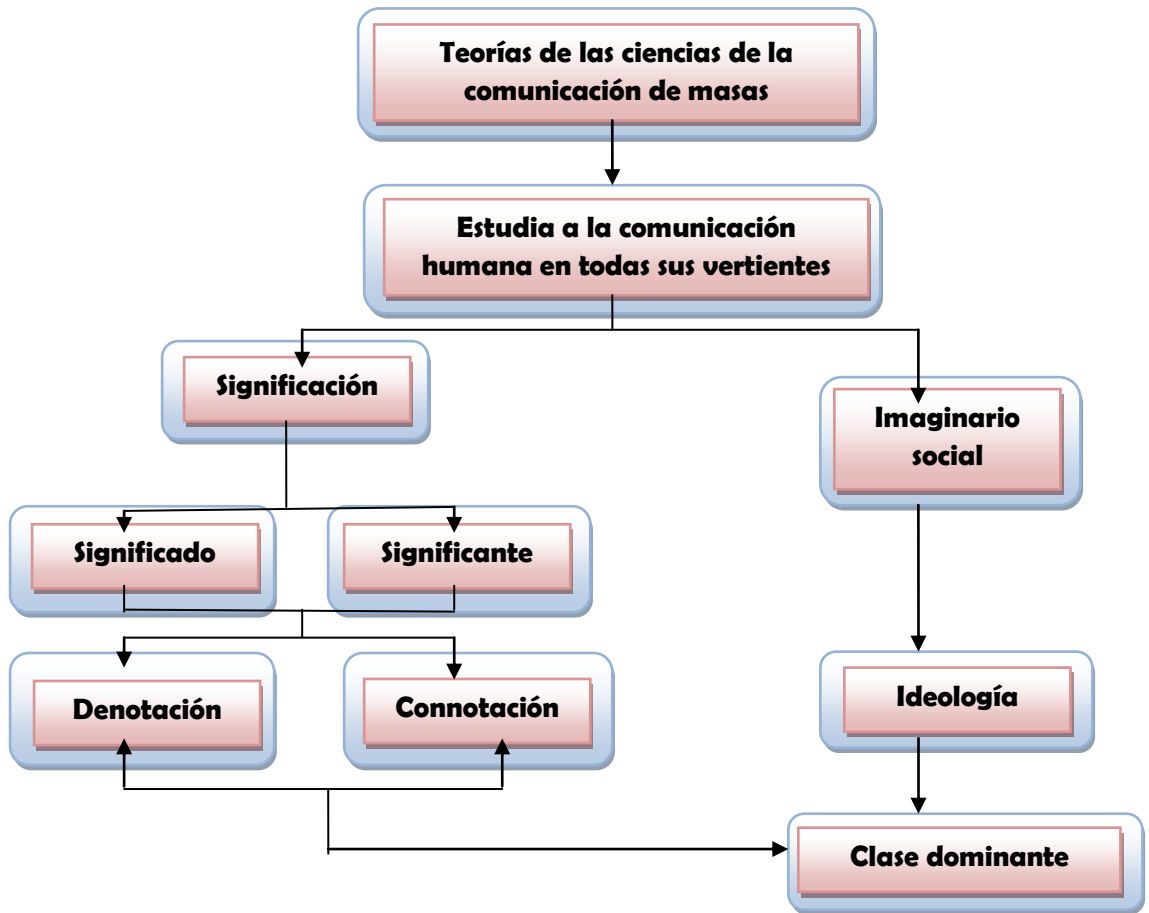 Teorías de las ciencias de la
comunicación de masas
Estudia a la comunicación
humana en todas sus vertientes
Significación
Imaginario
social
Significado
Significante
Denotación
Connotación
Ideología
Clase dominante